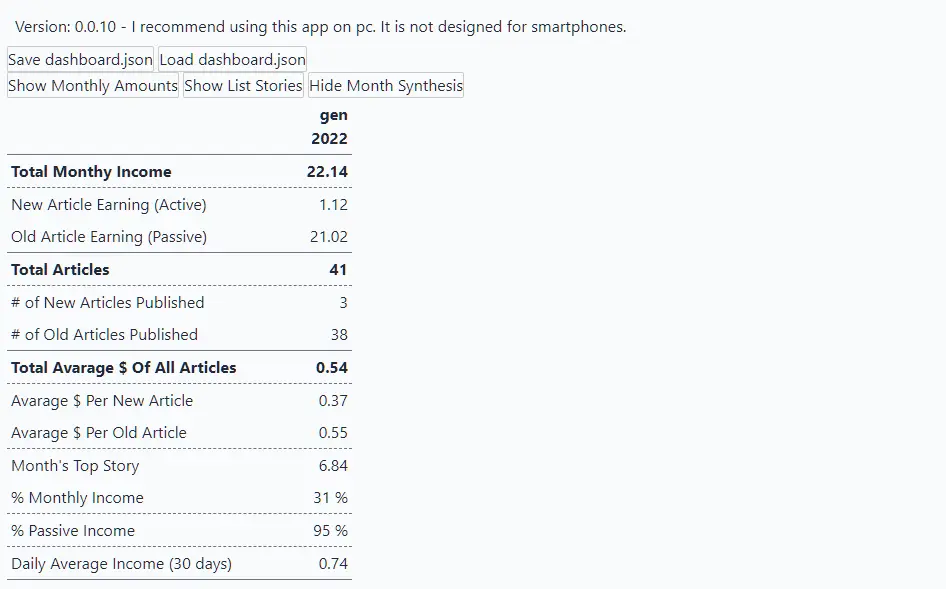 Version: 0.0.10 - I recommend using this app on pc. It is not designed for smartphones.
Save dashboard.json Load dashboard.json
Show Monthly Amounts Show List Stories Hide Month Synthesis
gen
2022
Total Monthy Income 22.14
New Article Earning (Active) 1.12
Old Article Earning (Passive) 21.02
Total Articles 41
# of New Articles Published 3
# of Old Articles Published 38
Total Avarage $ Of All Articles 0.54
Avarage $ Per New Article 0.37
Avarage $ Per Old Article 0.55
Month's Top Story 6.84
% Monthly Income 31 %
% Passive Income 95 %
Daily Average Income (30 days) 0.74